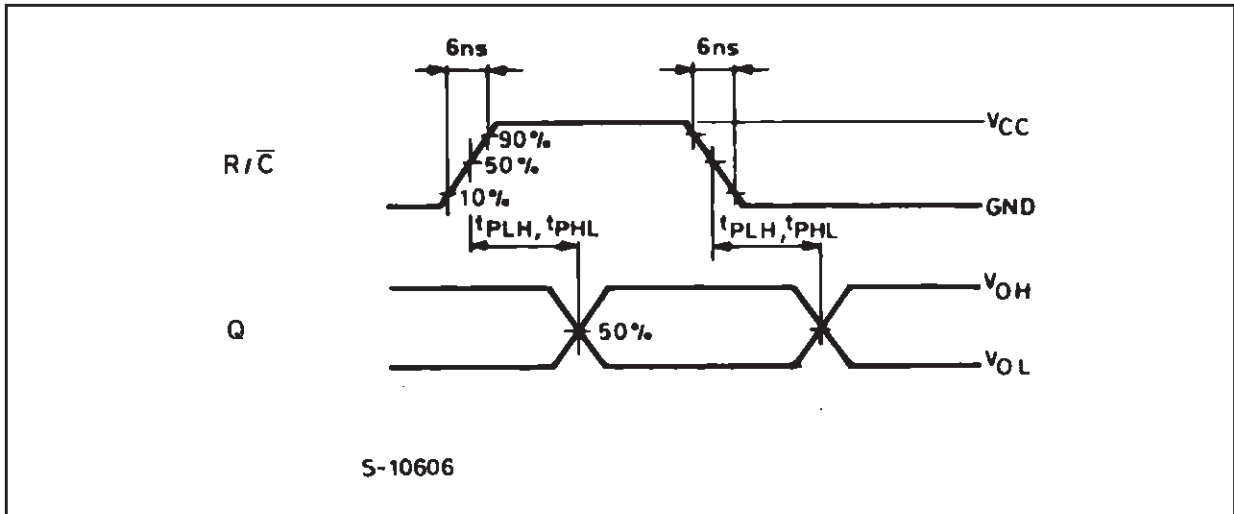 6ns 6ns
VCC
90%
R/C̅ 50%
10%
GND
tPLH, tPHL tPLH, tPHL
VOH
Q 50%
VOL
S-10606